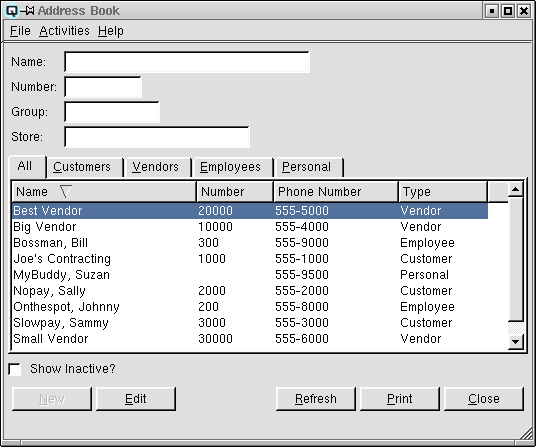 Address Book
File Activities Help
Name:
Number:
Group:
Store:
All Customers Vendors Employees Personal
Name Number Phone Number Type
Best Vendor 20000 555-5000 Vendor
Big Vendor 10000 555-4000 Vendor
Bossman, Bill 300 555-9000 Employee
Joe's Contracting 1000 555-1000 Customer
MyBuddy, Suzan 555-9500 Personal
Nopay, Sally 2000 555-2000 Customer
Onthespot, Johnny 200 555-8000 Employee
Slowpay, Sammy 3000 555-3000 Customer
Small Vendor 30000 555-6000 Vendor
Show Inactive?
New Edit Refresh Print Close